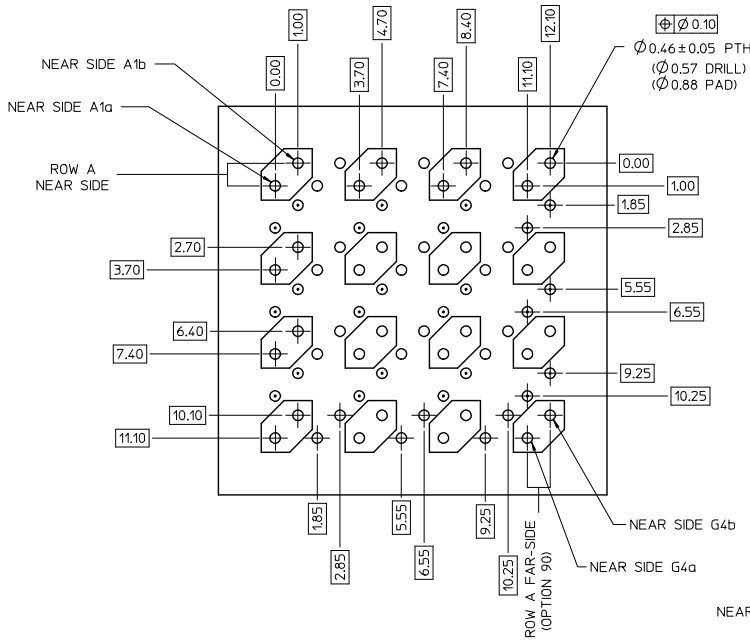 1.00
4.70
8.40
12.10
⌖ Ø 0.10
Ø 0.46±0.05 PTH
(Ø 0.57 DRILL)
(Ø 0.88 PAD)
NEAR SIDE A1b
0.00
3.70
7.40
11.10
NEAR SIDE A1a
ROW A
NEAR SIDE
0.00
1.00
1.85
2.85
2.70
3.70
5.55
6.55
6.40
7.40
9.25
10.25
10.10
11.10
1.85
2.85
5.55
6.55
9.25
10.25
ROW A FAR-SIDE
(OPTION 90)
NEAR SIDE G4b
NEAR SIDE G4a
NEAR